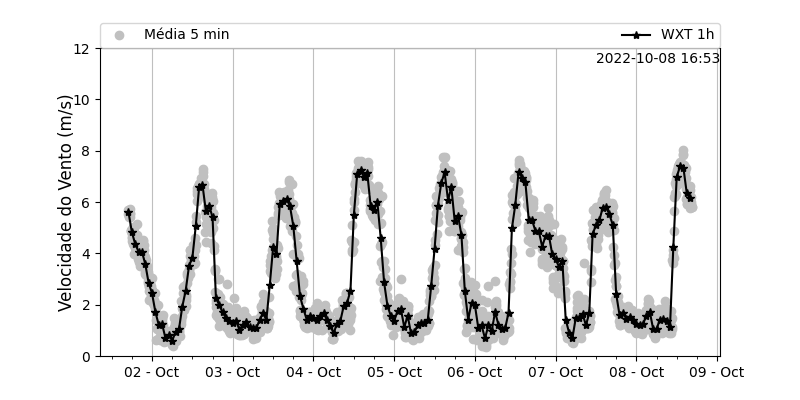 Média 5 min
WXT 1h
2022-10-08 16:53
Velocidade do Vento (m/s)
12
10
8
6
4
2
0
02 - Oct 03 - Oct 04 - Oct 05 - Oct 06 - Oct 07 - Oct 08 - Oct 09 - Oct